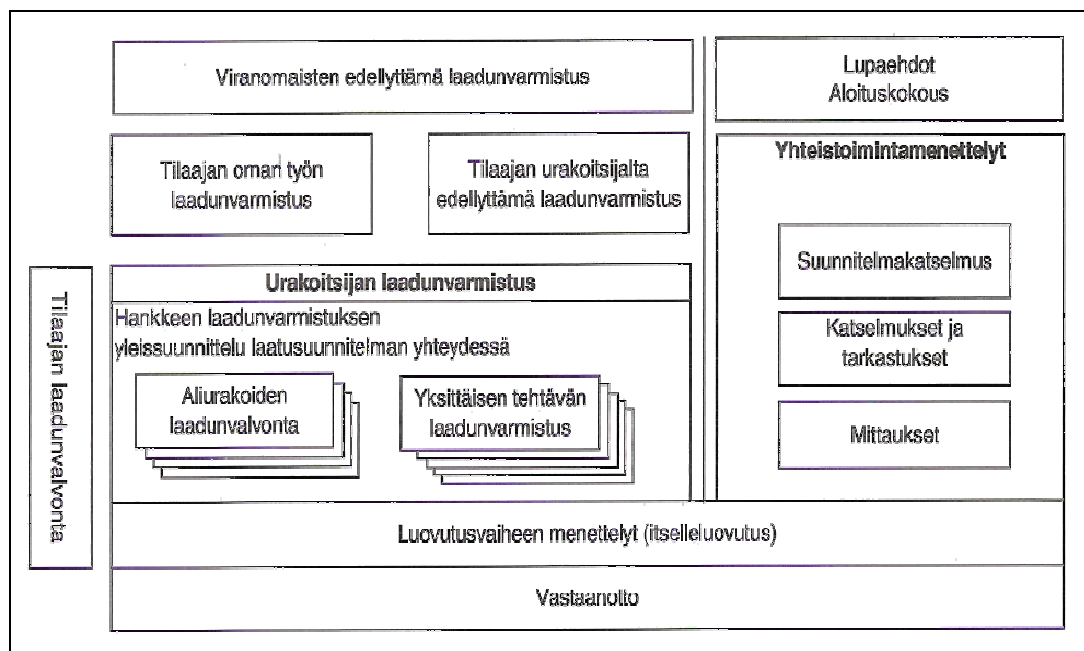 Viranomaisten edellyttämä laadunvarmistus
Tilaajan oman työn
laadunvarmistus
Tilaajan urakoitsijalta
edellyttämä laadunvarmistus
Lupaehdot
Aloituskokous
Yhteistoimintamenettelyt
Suunnitelmakatselmus
Katselmukset ja
tarkastukset
Mittaukset
Tilaajan laadunvalvonta
Urakoitsijan laadunvarmistus
Hankkeen laadunvarmistuksen
yleissuunnittelu laatusuunnitelman yhteydessä
Aliurakoiden
laadunvalvonta
Yksittäisen tehtävän
laadunvarmistus
Luovutusvaiheen menettelyt (itselleluovutus)
Vastaanotto